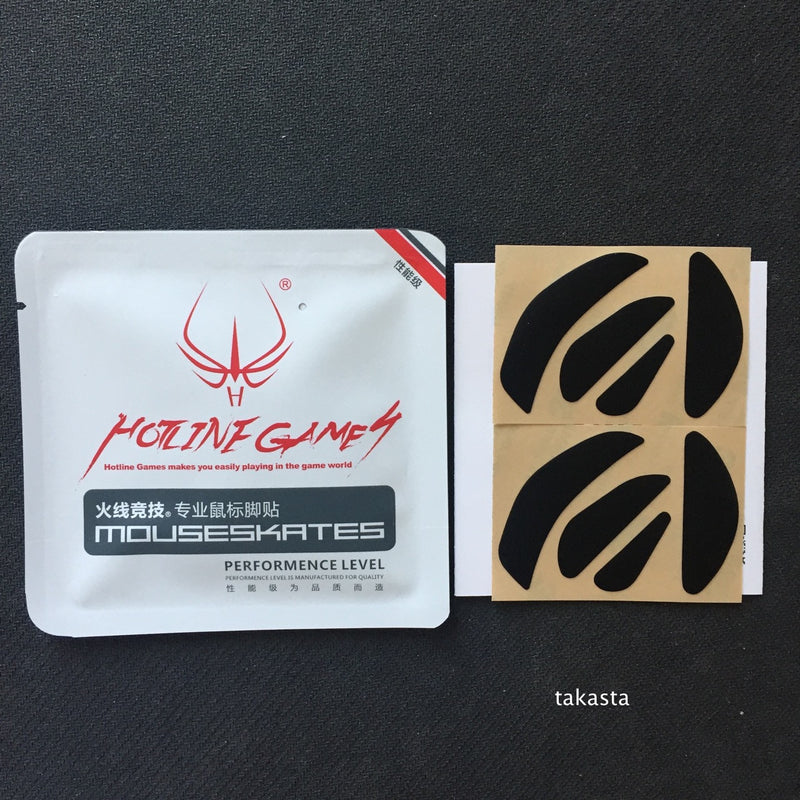 性能级
®
H
HOTLINE GAMES
Hotline Games makes you easily playing in the game world
火线竞技® 专业鼠标脚贴
MOUSESKATES
PERFORMENCE LEVEL
PERFORMENCE LEVEL IS MANUFACTURED FOR QUALITY
性能级为品质而造
takasta